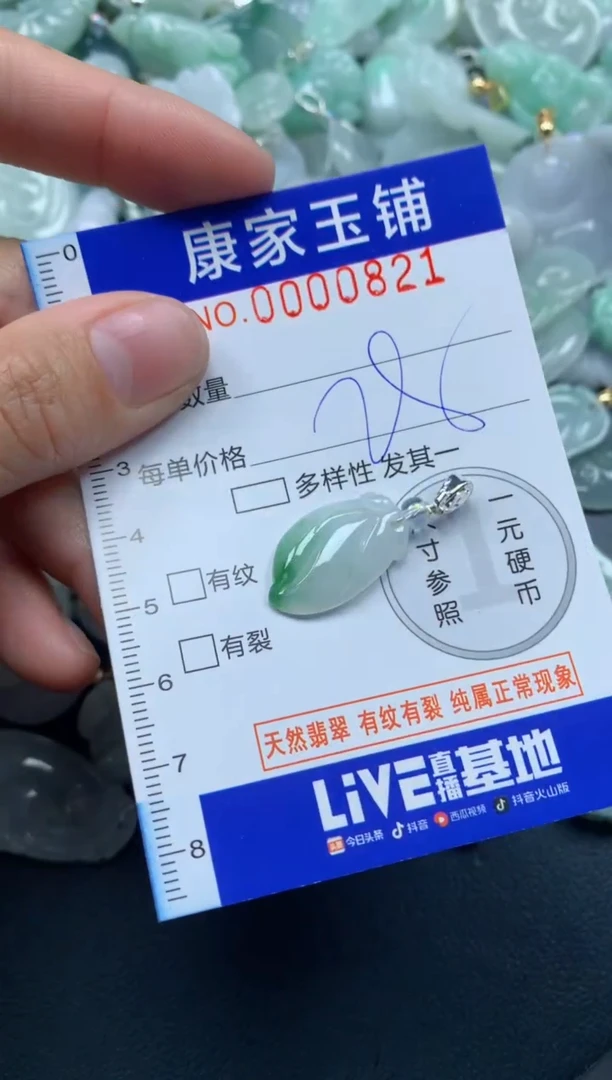 康家玉铺
NO.0000821
数量
每单价格
多样性 发其一
有纹
有裂
一元硬币
寸参照
1
天然翡翠 有纹有裂 纯属正常现象
LiVE直播基地
头条 今日头条 抖音 西瓜视频 抖音火山版
0
3
4
5
6
7
8